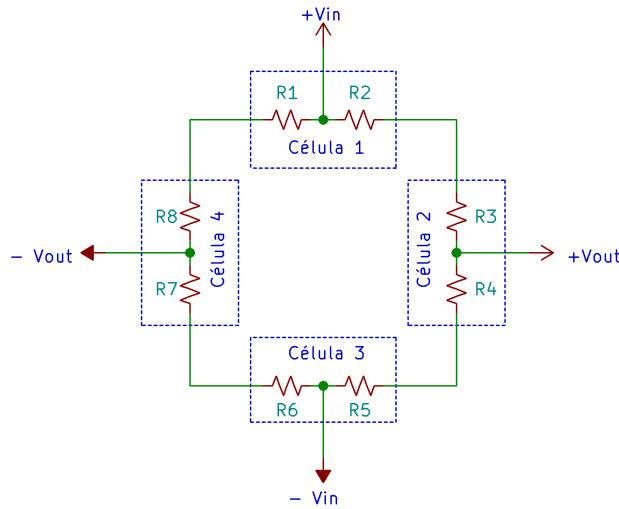 +Vin
R1 R2
Célula 1
R8 Célula 4 Célula 2 R3
- Vout +Vout
R7 R4
Célula 3
R6 R5
- Vin